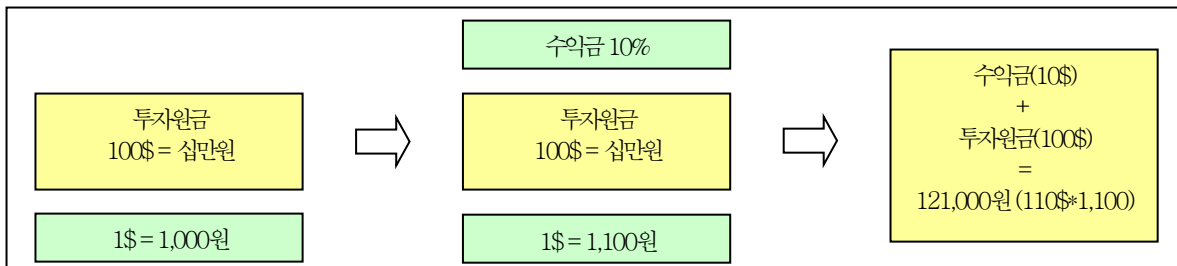 투자원금
100$ = 십만원
1$ = 1,000원
수익금 10%
투자원금
100$ = 십만원
1$ = 1,100원
수익금(10$)
+
투자원금(100$)
=
121,000원 (110$*1,100)